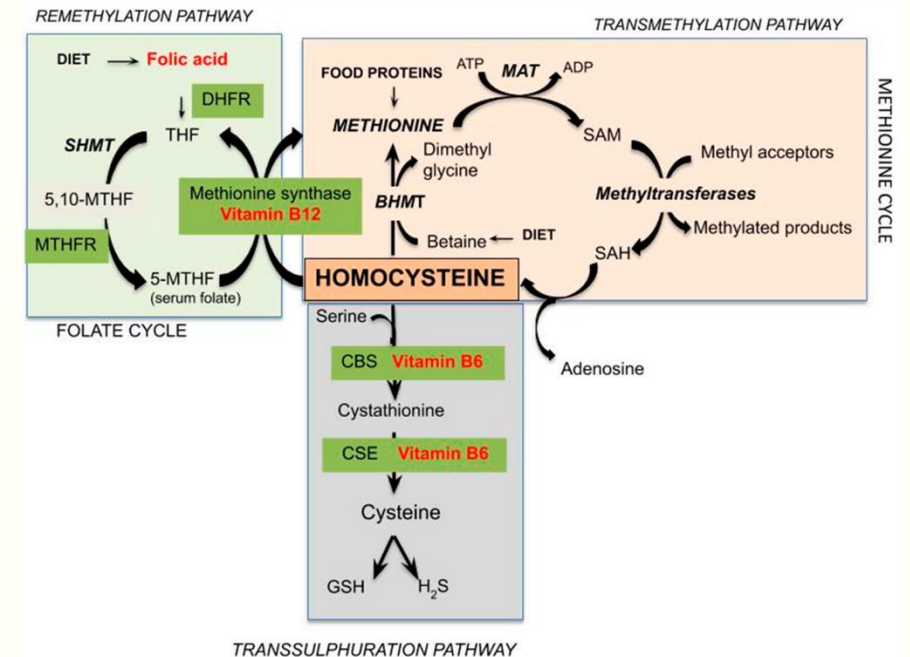 REMETHYLATION PATHWAY
TRANSMETHYLATION PATHWAY
DIET
Folic acid
DHFR
THF
SHMT
5,10-MTHF
MTHFR
5-MTHF
(serum folate)
Methionine synthase
Vitamin B12
FOLATE CYCLE
FOOD PROTEINS
ATP
MAT
ADP
METHIONINE
SAM
Dimethyl
glycine
Methyl acceptors
BHMT
Methyltransferases
Methylated products
Betaine
DIET
SAH
HOMOCYSTEINE
METHIONINE CYCLE
Adenosine
Serine
CBS Vitamin B6
Cystathionine
CSE Vitamin B6
Cysteine
GSH
H2S
TRANSSULPHURATION PATHWAY